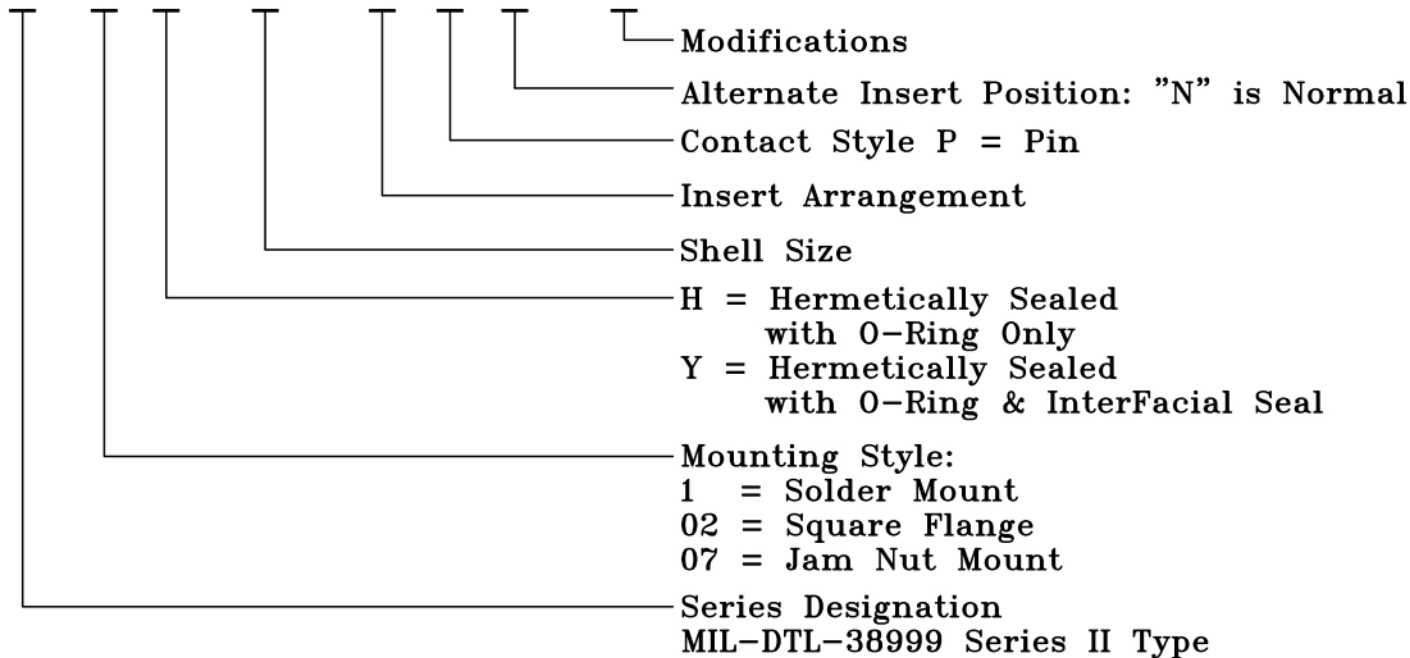 Modifications
Alternate Insert Position: "N" is Normal
Contact Style P = Pin
Insert Arrangement
Shell Size
H = Hermetically Sealed
with O-Ring Only
Y = Hermetically Sealed
with O-Ring & InterFacial Seal
Mounting Style:
1 = Solder Mount
02 = Square Flange
07 = Jam Nut Mount
Series Designation
MIL-DTL-38999 Series II Type